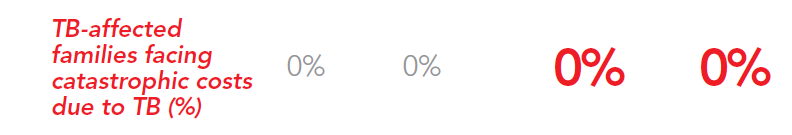 TB-affected
families facing
catastrophic costs
due to TB (%)
0% 0% 0% 0%